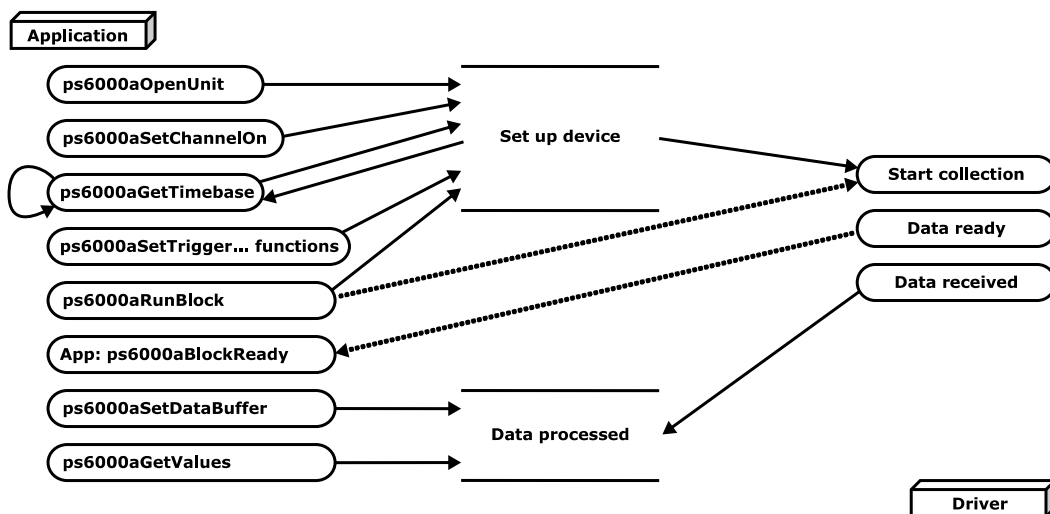 Application
ps6000aOpenUnit
ps6000aSetChannelOn
Set up device
ps6000aGetTimebase
Start collection
ps6000aSetTrigger... functions
Data ready
ps6000aRunBlock
Data received
App: ps6000aBlockReady
ps6000aSetDataBuffer
Data processed
ps6000aGetValues
Driver